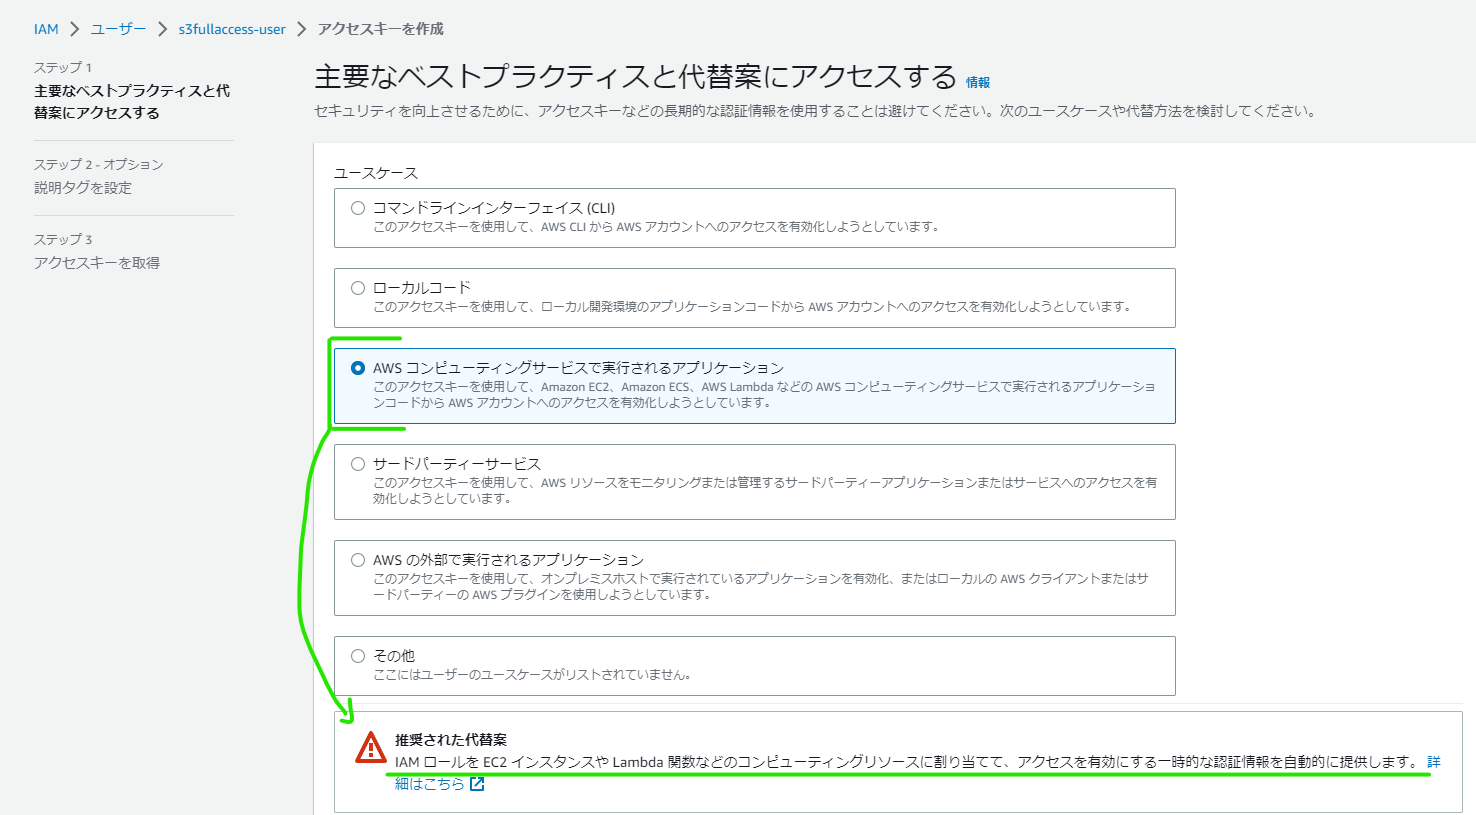 IAM > ユーザー > s3fullaccess-user > アクセスキーを作成
ステップ 1
主要なベストプラクティスと代
替案にアクセスする
ステップ 2 - オプション
説明タグを設定
ステップ 3
アクセスキーを取得
主要なベストプラクティスと代替案にアクセスする 情報
セキュリティを向上させるために、アクセスキーなどの長期的な認証情報を使用することは避けてください。次のユースケースや代替方法を検討してください。
ユースケース
コマンドラインインターフェイス (CLI)
このアクセスキーを使用して、AWS CLI から AWS アカウントへのアクセスを有効化しようとしています。
ローカルコード
このアクセスキーを使用して、ローカル開発環境のアプリケーションコードから AWS アカウントへのアクセスを有効化しようとしています。
AWS コンピューティングサービスで実行されるアプリケーション
このアクセスキーを使用して、Amazon EC2、Amazon ECS、AWS Lambda などの AWS コンピューティングサービスで実行されるアプリケーショ
ンコードから AWS アカウントへのアクセスを有効化しようとしています。
サードパーティーサービス
このアクセスキーを使用して、AWS リソースをモニタリングまたは管理するサードパーティーアプリケーションまたはサービスへのアクセスを有
効化しようとしています。
AWS の外部で実行されるアプリケーション
このアクセスキーを使用して、オンプレミスホストで実行されているアプリケーションを有効化、またはローカルの AWS クライアントまたはサ
ードパーティーの AWS プラグインを使用しようとしています。
その他
ここにはユーザーのユースケースがリストされていません。
推奨された代替案
IAM ロールを EC2 インスタンスや Lambda 関数などのコンピューティングリソースに割り当てて、アクセスを有効にする一時的な認証情報を自動的に提供します。 詳
細はこちら